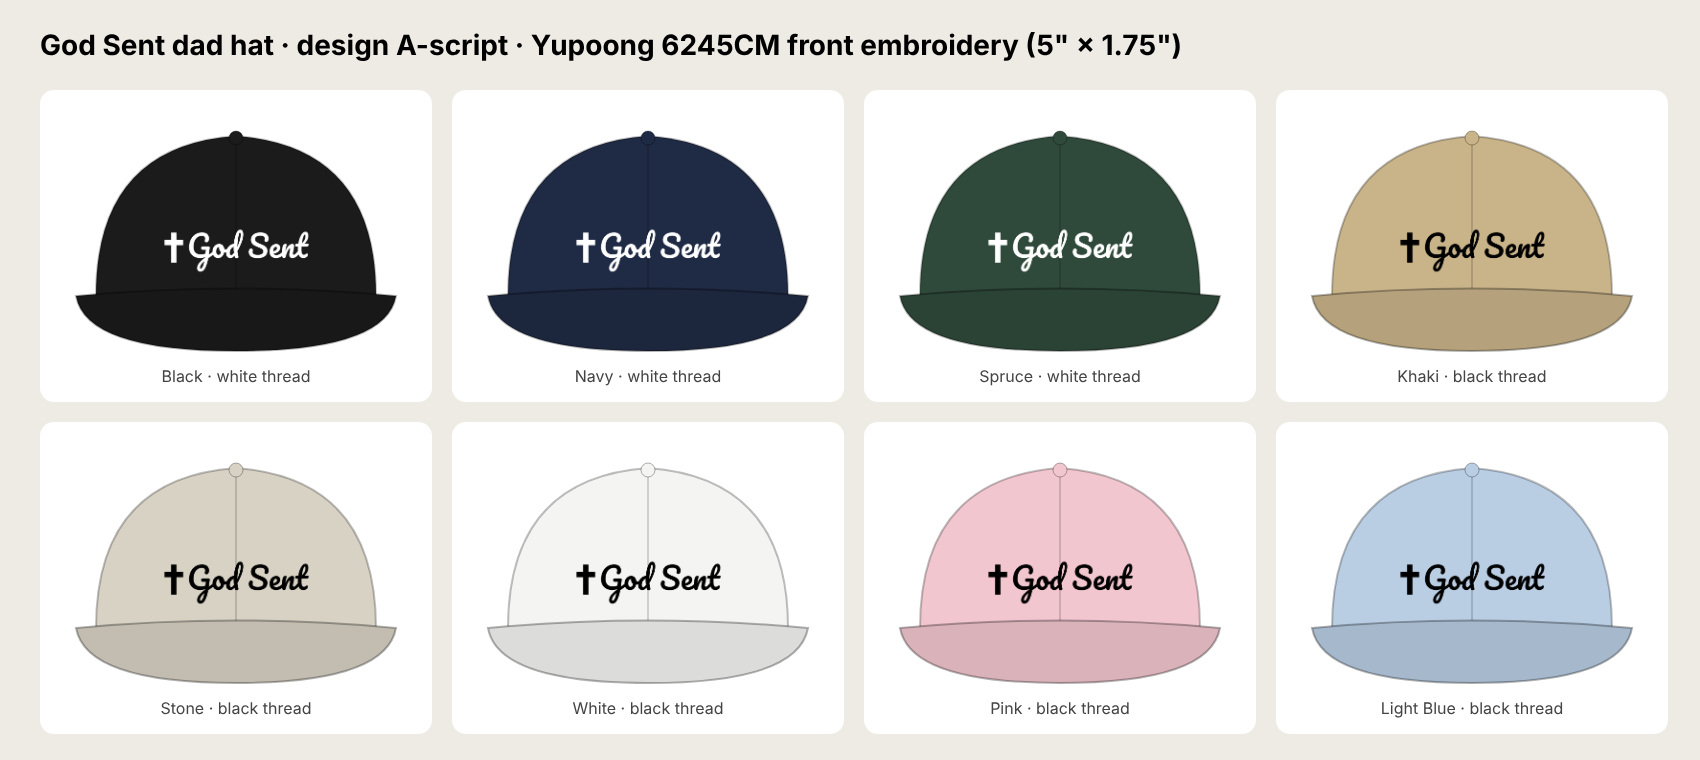 God Sent dad hat · design A-script · Yupoong 6245CM front embroidery (5" × 1.75")
God Sent
God Sent
God Sent
God Sent
Black · white thread
Navy · white thread
Spruce · white thread
Khaki · black thread
God Sent
God Sent
God Sent
God Sent
Stone · black thread
White · black thread
Pink · black thread
Light Blue · black thread